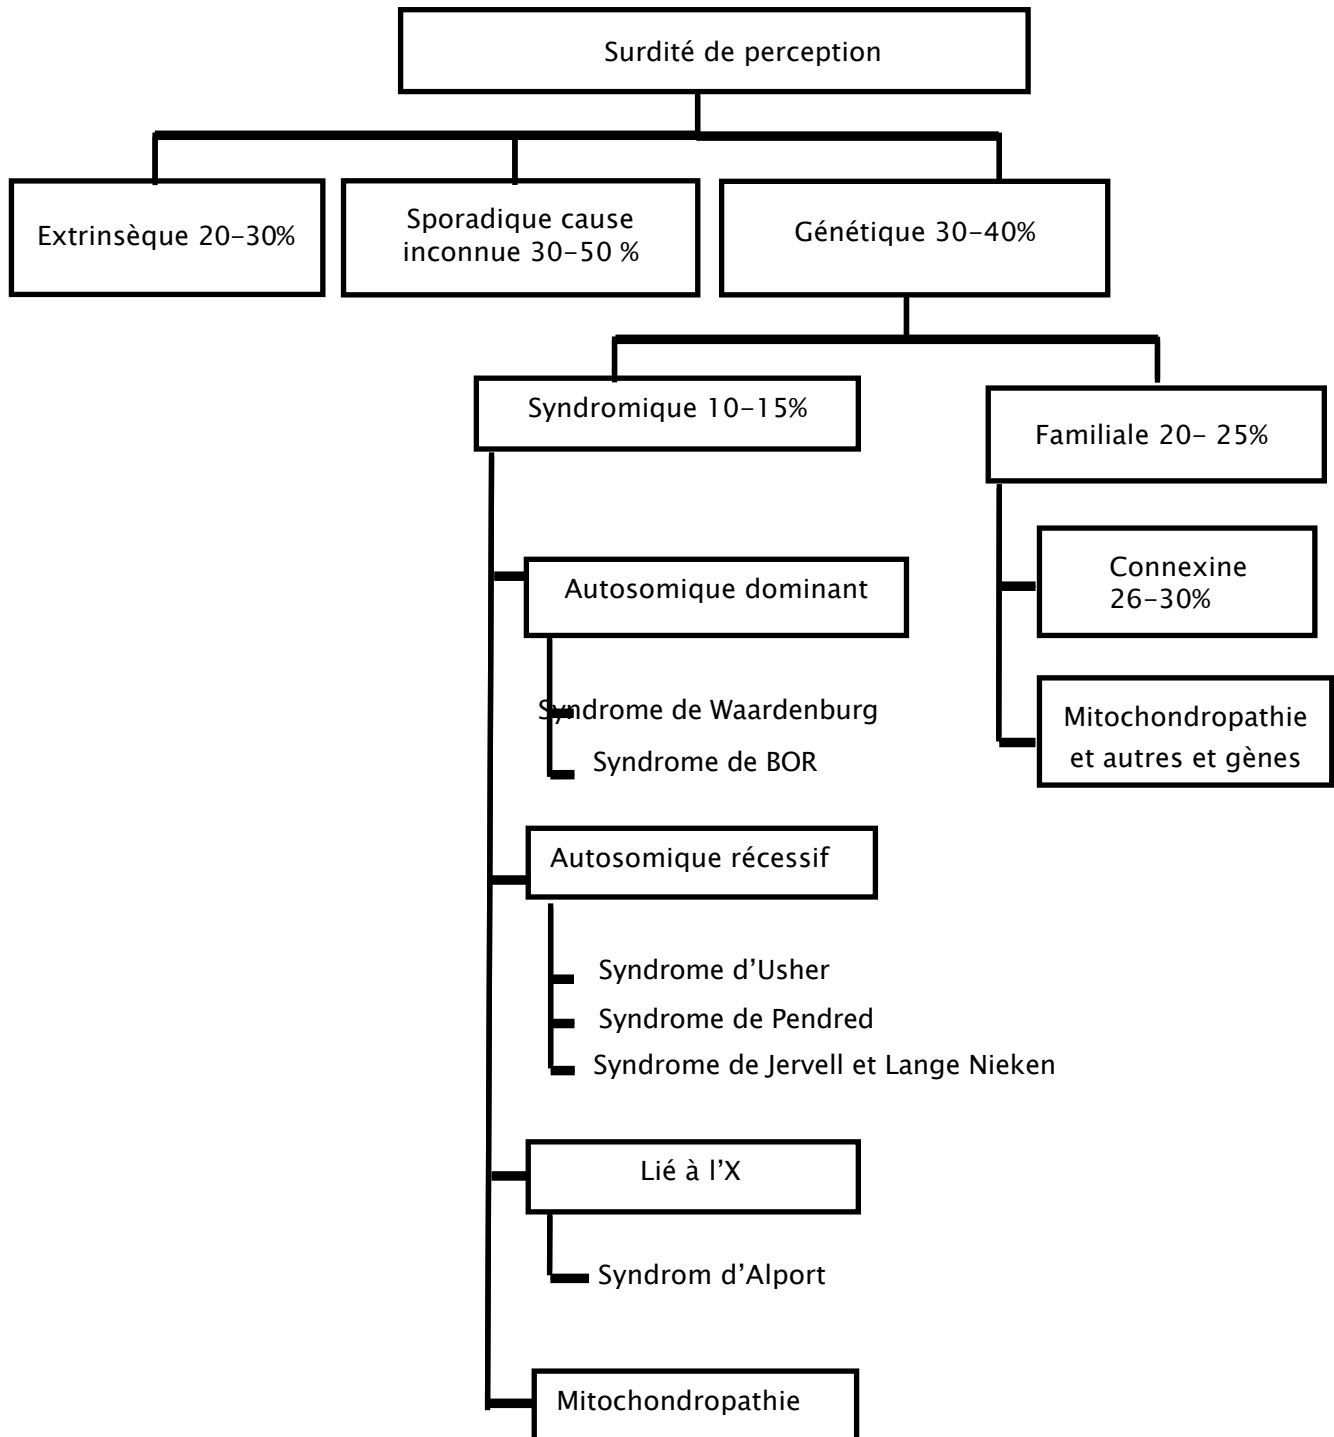 Surdité de perception
Extrinsèque 20-30%
Sporadique cause
inconnue 30-50 %
Génétique 30-40%
Syndromique 10-15%
Familiale 20- 25%
Autosomique dominant
Syndrome de Waardenburg
Syndrome de BOR
Autosomique récessif
Syndrome d'Usher
Syndrome de Pendred
Syndrome de Jervell et Lange Nieken
Lié à l'X
Syndrom d'Alport
Mitochondropathie
Connexine
26-30%
Mitochondropathie
et autres et gènes